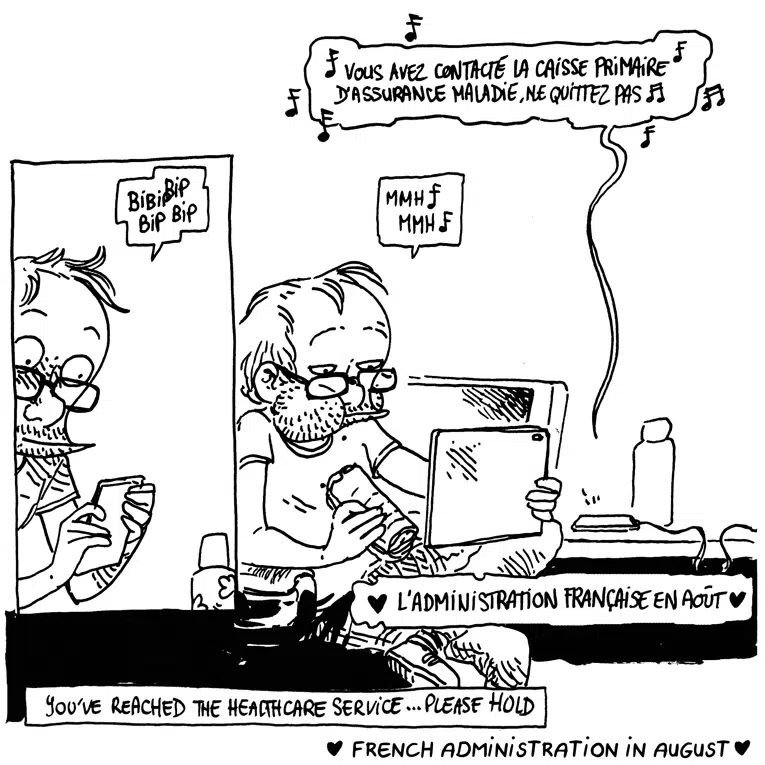 BiBiBip
Bip
Bip Bip
♪ VOUS AVEZ CONTACTÉ LA CAISSE PRIMAIRE ♪
D'ASSURANCE MALADIE, NE QUITTEZ PAS ♫
MMH ♪
MMH ♪
♥ L'ADMINISTRATION FRANÇAISE EN AOÛT ♥
YOU'VE REACHED THE HEALTHCARE SERVICE... PLEASE HOLD
♥ FRENCH ADMINISTRATION IN AUGUST ♥